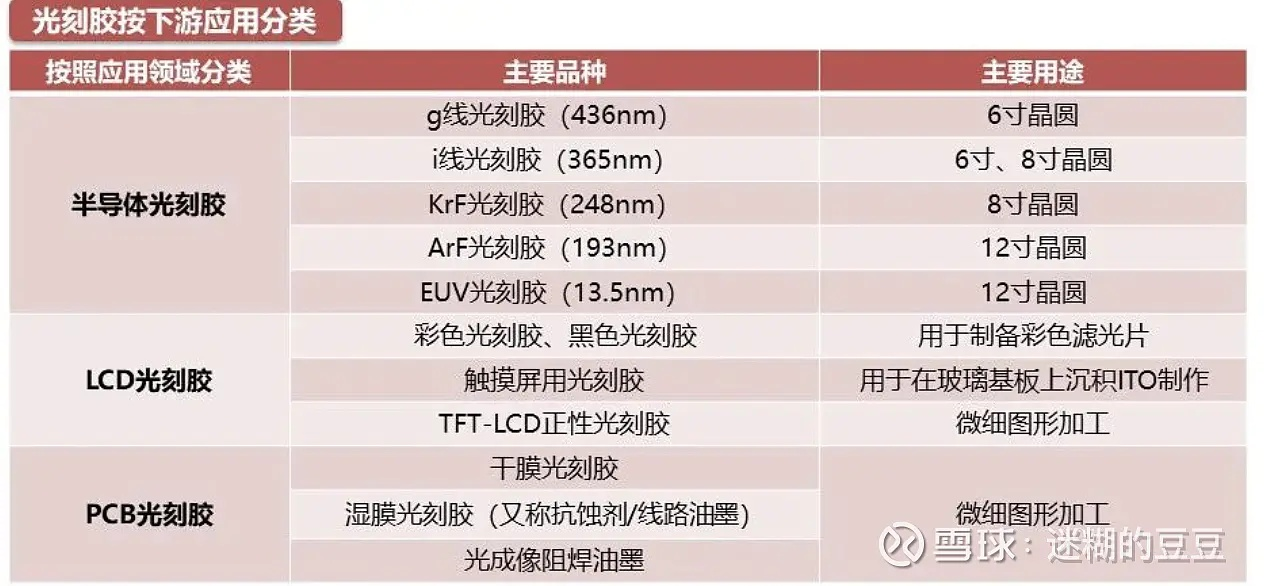 光刻胶按下游应用分类
按照应用领域分类 主要品种 主要用途
半导体光刻胶
g线光刻胶（436nm） 6寸晶圆
i线光刻胶（365nm） 6寸、8寸晶圆
KrF光刻胶（248nm） 8寸晶圆
ArF光刻胶（193nm） 12寸晶圆
EUV光刻胶（13.5nm） 12寸晶圆
LCD光刻胶
彩色光刻胶、黑色光刻胶 用于制备彩色滤光片
触摸屏用光刻胶 用于在玻璃基板上沉积ITO制作
TFT-LCD正性光刻胶 微细图形加工
PCB光刻胶
干膜光刻胶
湿膜光刻胶（又称抗蚀剂/线路油墨） 微细图形加工
光成像阻焊油墨
雪球：迷糊的豆豆